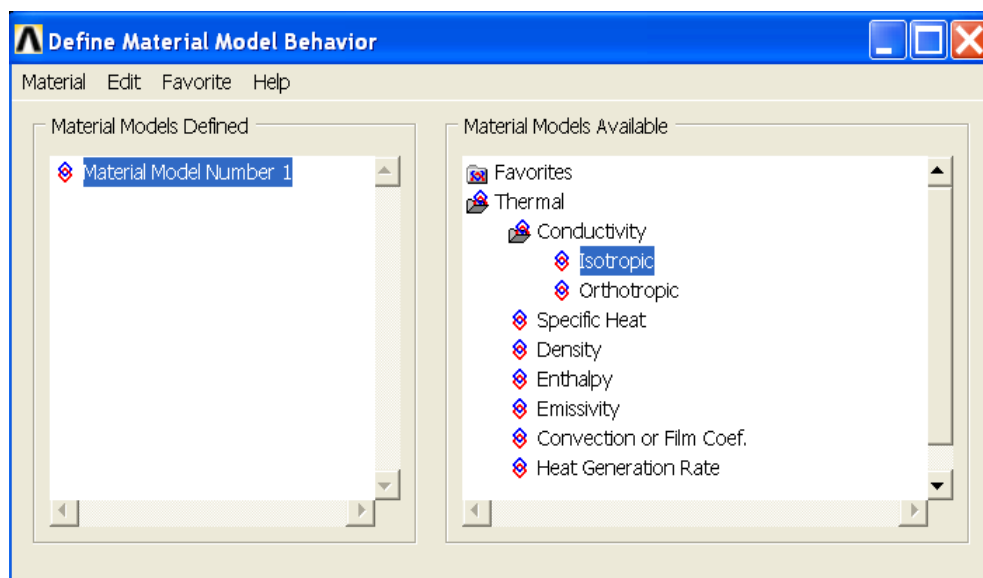 Define Material Model Behavior
Material Edit Favorite Help
Material Models Defined
Material Model Number 1
Material Models Available
Favorites
Thermal
Conductivity
Isotropic
Orthotropic
Specific Heat
Density
Enthalpy
Emissivity
Convection or Film Coef.
Heat Generation Rate